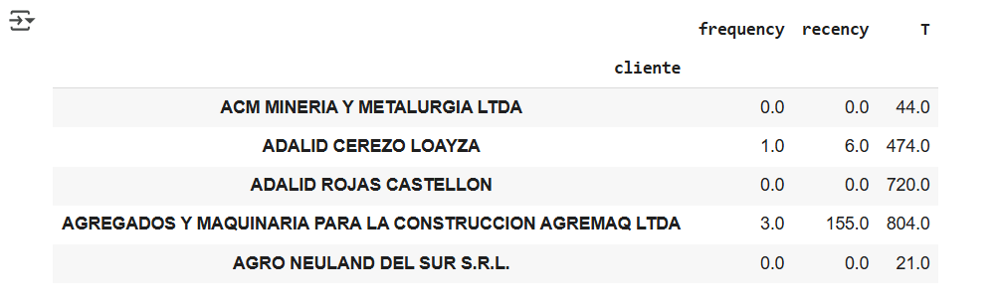 frequency recency T
cliente
ACM MINERIA Y METALURGIA LTDA 0.0 0.0 44.0
ADALID CEREZO LOAYZA 1.0 6.0 474.0
ADALID ROJAS CASTELLON 0.0 0.0 720.0
AGREGADOS Y MAQUINARIA PARA LA CONSTRUCCION AGREMAQ LTDA 3.0 155.0 804.0
AGRO NEULAND DEL SUR S.R.L. 0.0 0.0 21.0